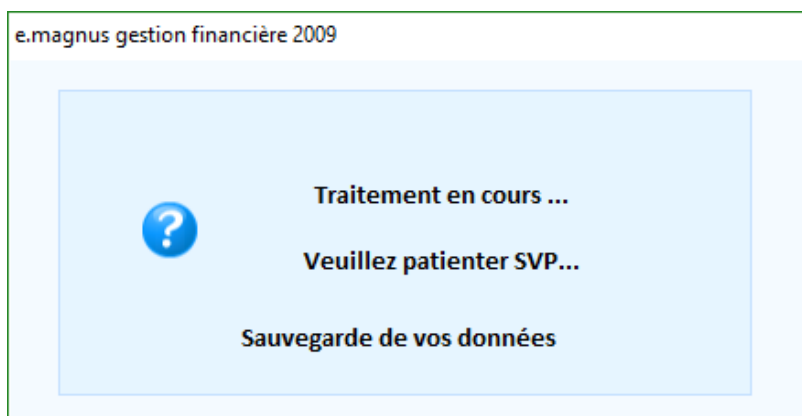 e.magnus gestion financière 2009
Traitement en cours ...
Veuillez patienter SVP...
Sauvegarde de vos données